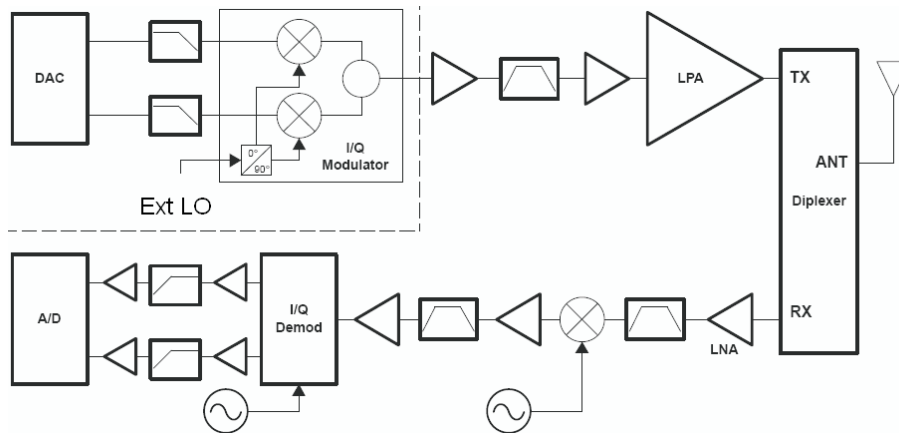 DAC
0°
90°
I/Q
Modulator
Ext LO
LPA
TX
ANT
Diplexer
RX
LNA
I/Q
Demod
A/D